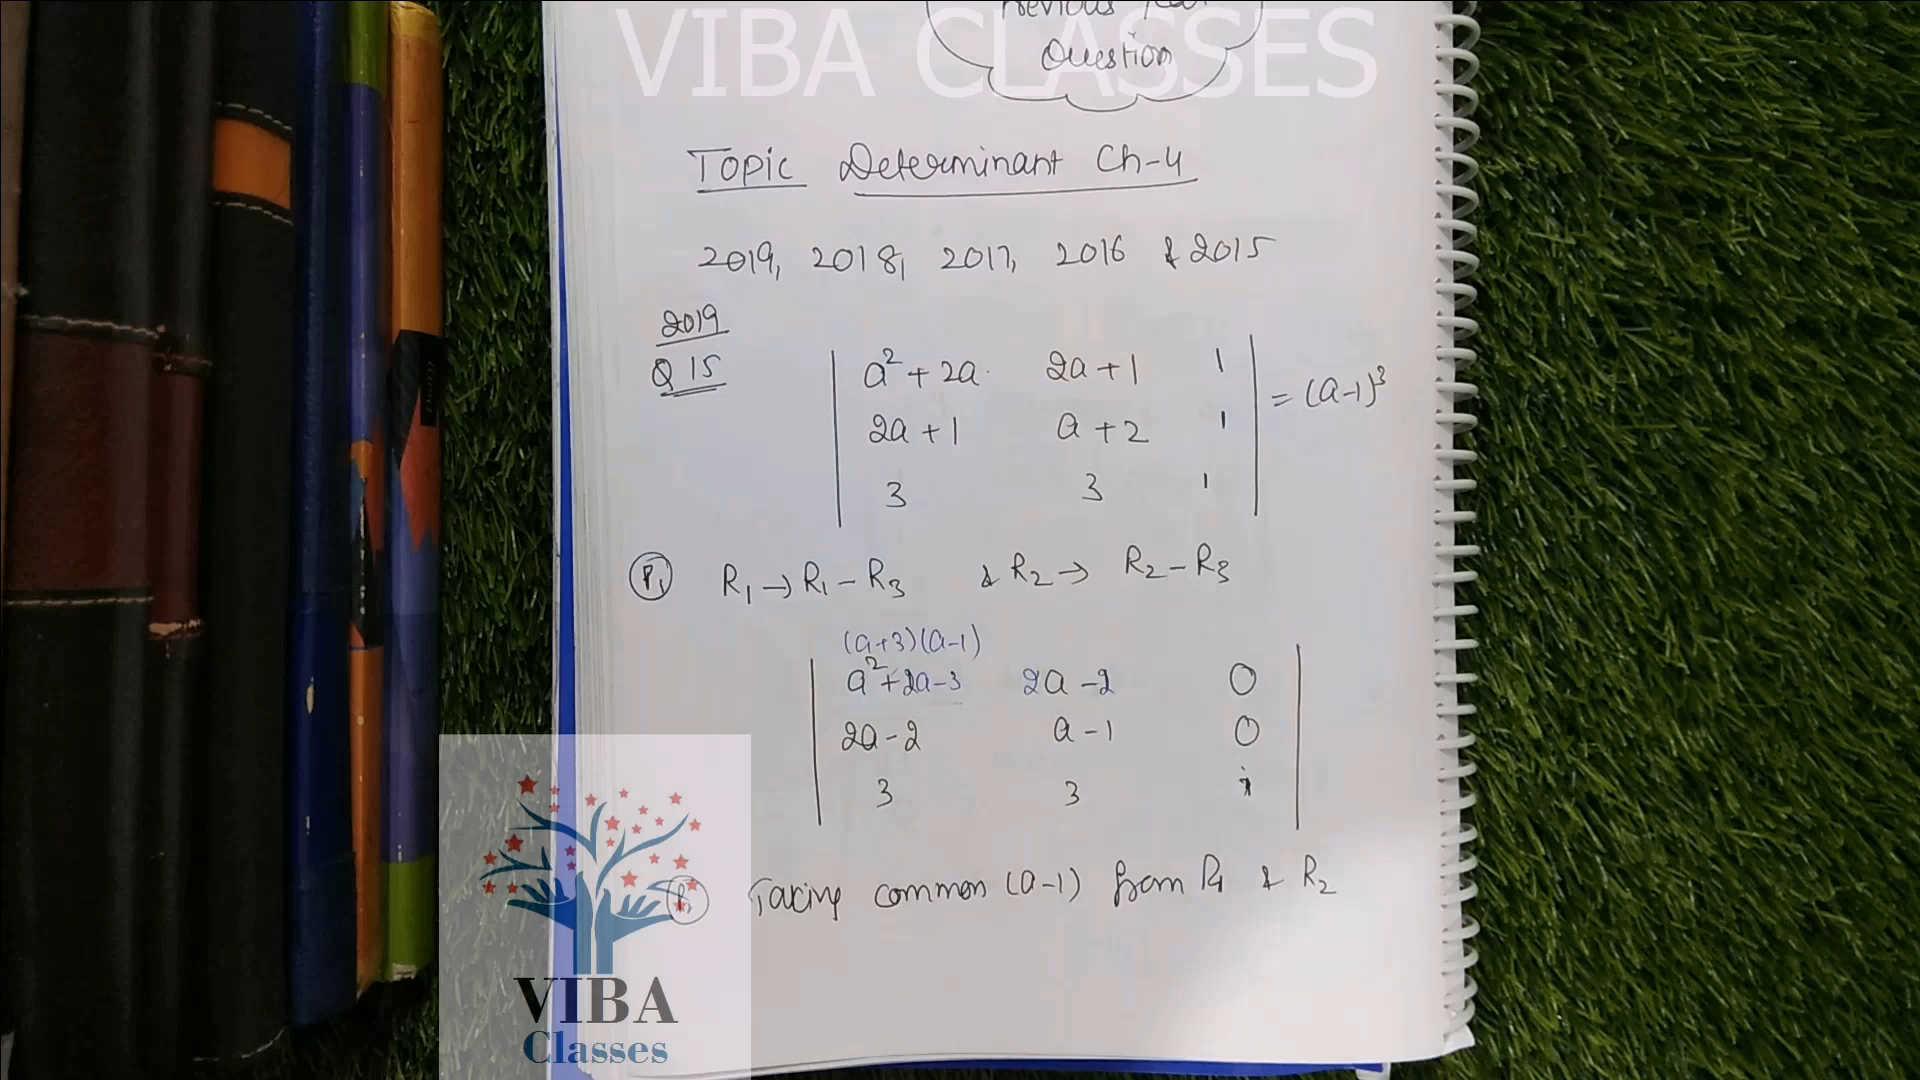 VIBA CLASSES
Question
Topic Determinant Ch-4
2019, 2018, 2017, 2016 & 2015
2019
Q 15
a² + 2a 2a + 1 1
2a + 1 a + 2 1 = (a-1)³
3 3 1
P₁ R₁ → R₁ - R₃ & R₂ → R₂ - R₃
(a+3)(a-1)
a²+2a-3 2a-2 0
2a-2 a-1 0
3 3 1
Taking common (a-1) from R₁ & R₂
VIBA
Classes